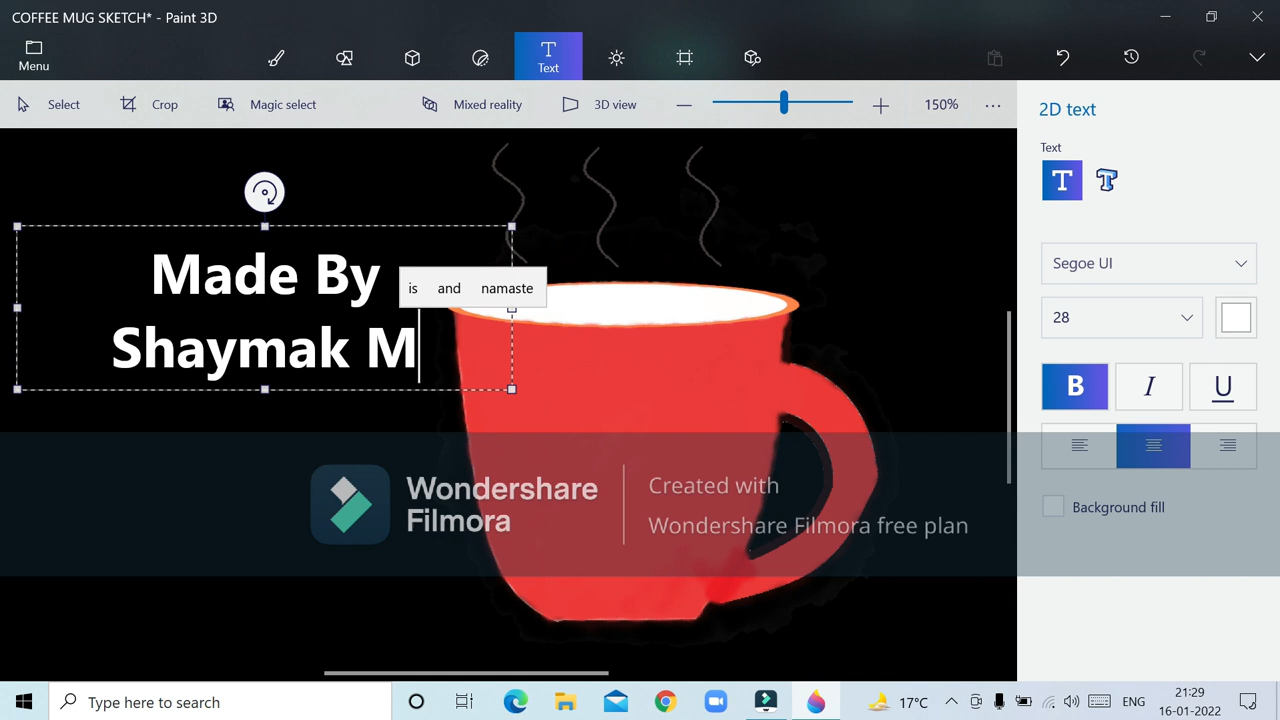 COFFEE MUG SKETCH* - Paint 3D
Menu
Text
Select
Crop
Magic select
Mixed reality
3D view
150%
2D text
Text
Segoe UI
28
B I U
Background fill
Made By
Shaymak M
is and namaste
Wondershare
Filmora
Created with
Wondershare Filmora free plan
Type here to search
17°C
ENG
21:29
16-01-2022